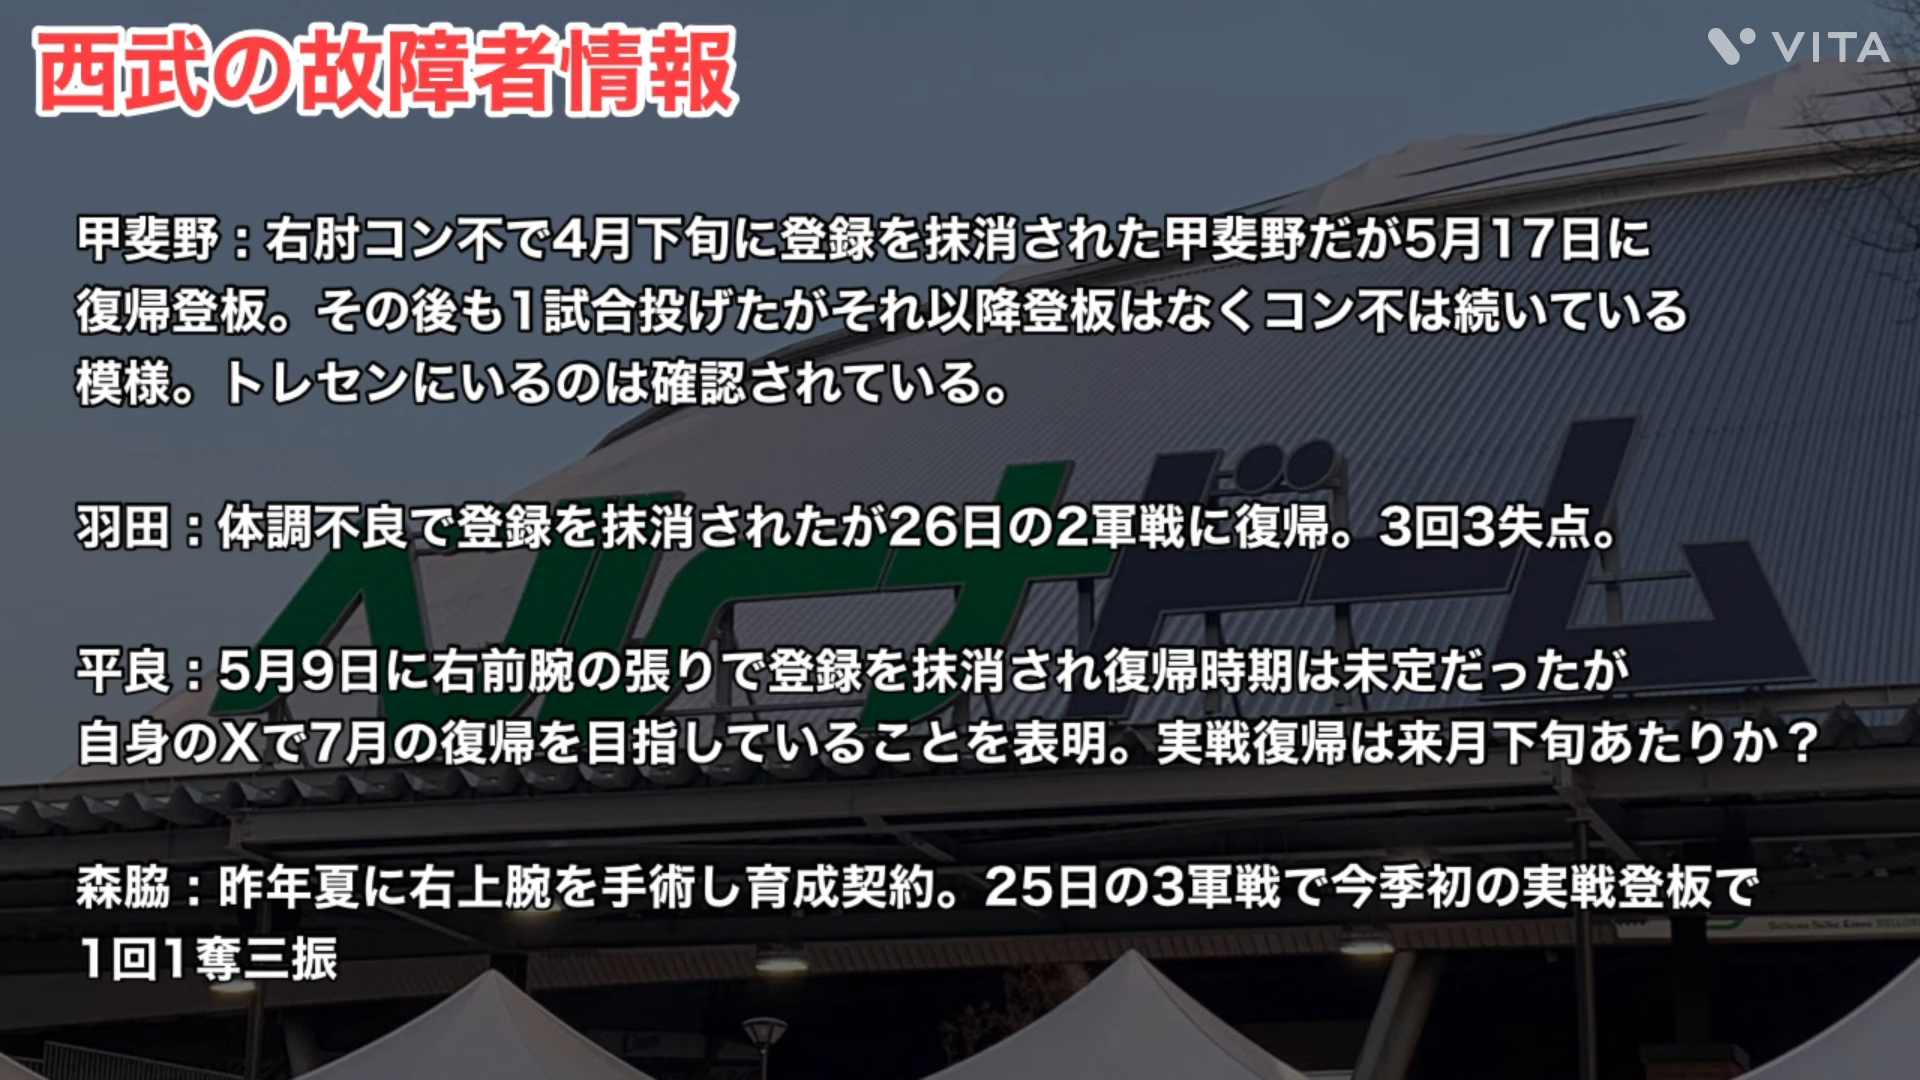 西武の故障者情報
VITA
甲斐野：右肘コン不で4月下旬に登録を抹消された甲斐野だが5月17日に
復帰登板。その後も1試合投げたがそれ以降登板はなくコン不は続いている
模様。トレセンにいるのは確認されている。
羽田：体調不良で登録を抹消されたが26日の2軍戦に復帰。3回3失点。
平良：5月9日に右前腕の張りで登録を抹消され復帰時期は未定だったが
自身のXで7月の復帰を目指していることを表明。実戦復帰は来月下旬あたりか？
森脇：昨年夏に右上腕を手術し育成契約。25日の3軍戦で今季初の実戦登板で
1回1奪三振
ベルーナドーム